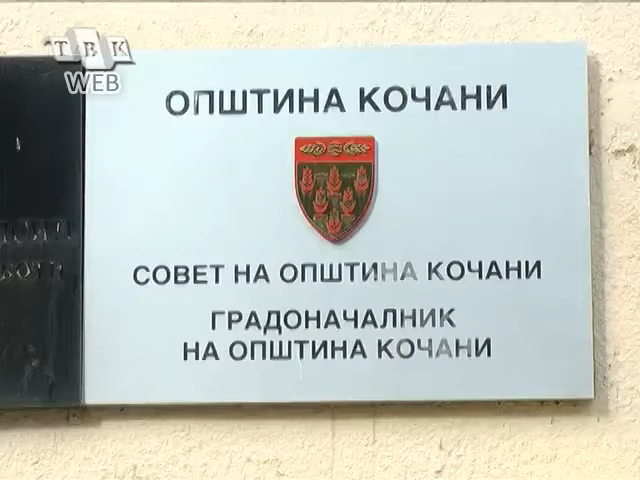 ТВК
WEB
ОПШТИНА КОЧАНИ
СОВЕТ НА ОПШТИНА КОЧАНИ
ГРАДОНАЧАЛНИК
НА ОПШТИНА КОЧАНИ